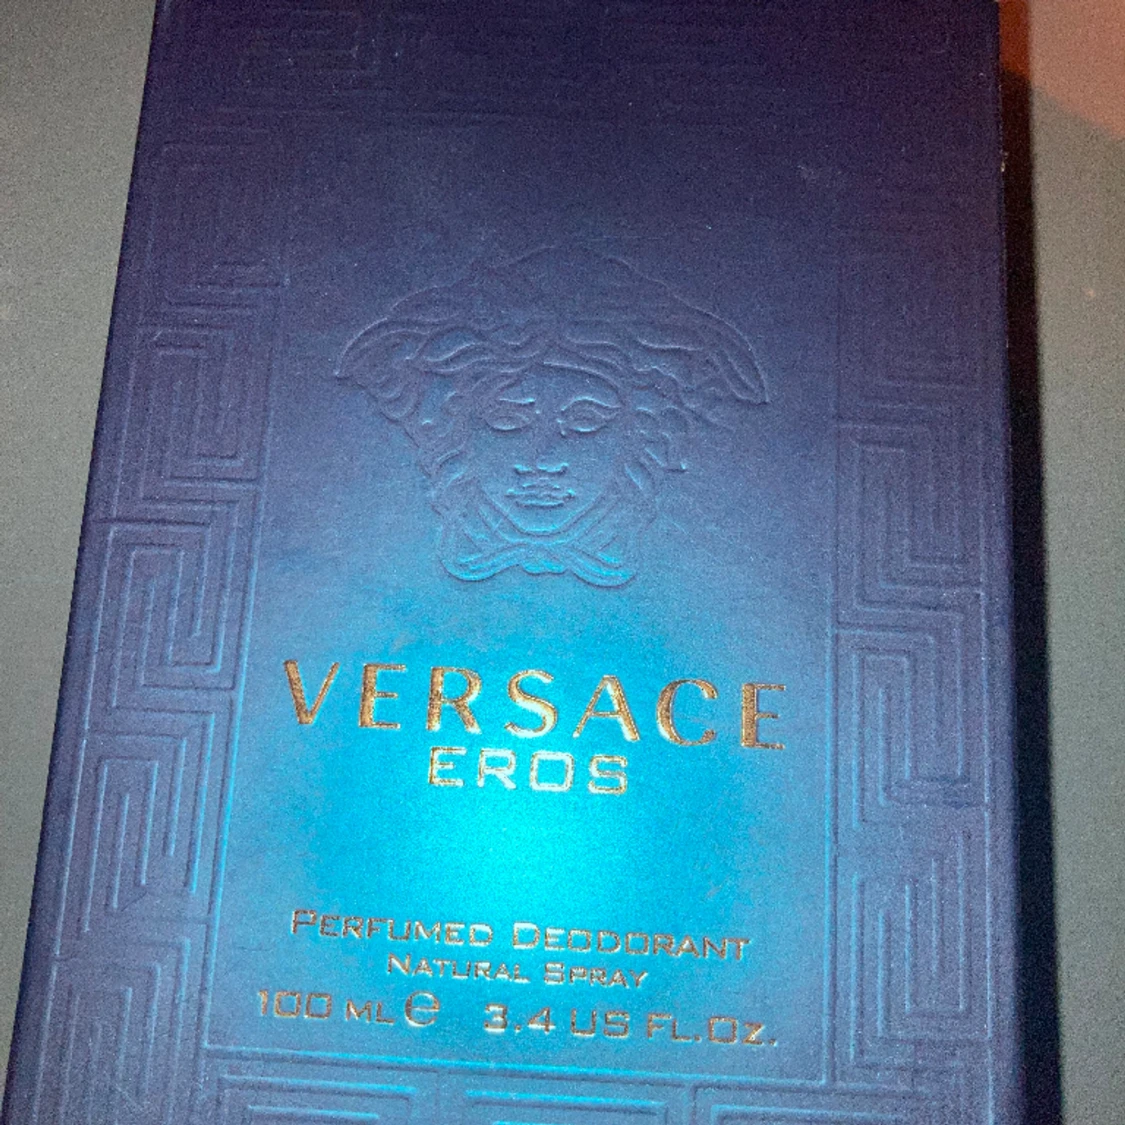 VERSACE
EROS
PERFUMED DEODORANT
NATURAL SPRAY
100 ML e 3.4 US FL.OZ.